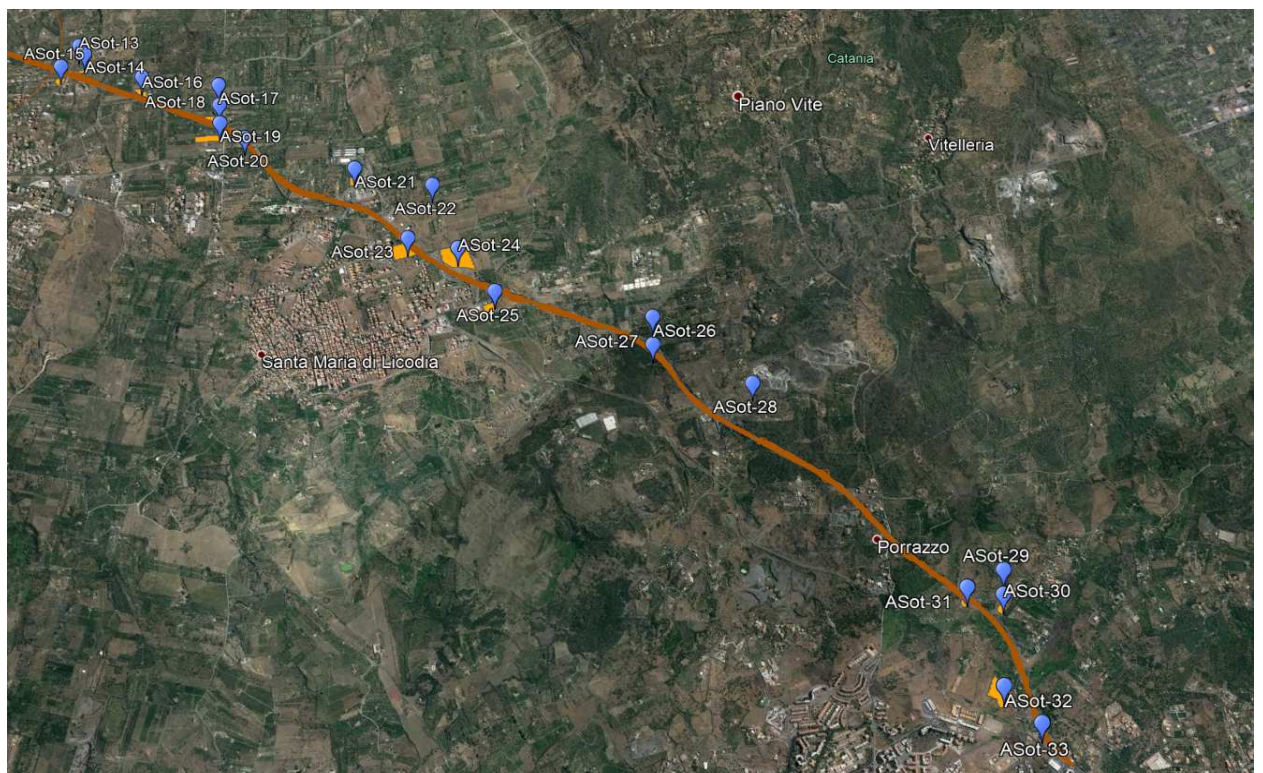 ASot-13
ASot-15
ASot-14
ASot-16
ASot-18
ASot-17
ASot-19
ASot-20
Catania
Piano Vite
Vitelleria
ASot-21
ASot-22
ASot-23
ASot-24
ASot-25
ASot-26
ASot-27
Santa Maria di Licodia
ASot-28
Porrazzo
ASot-29
ASot-30
ASot-31
ASot-32
ASot-33